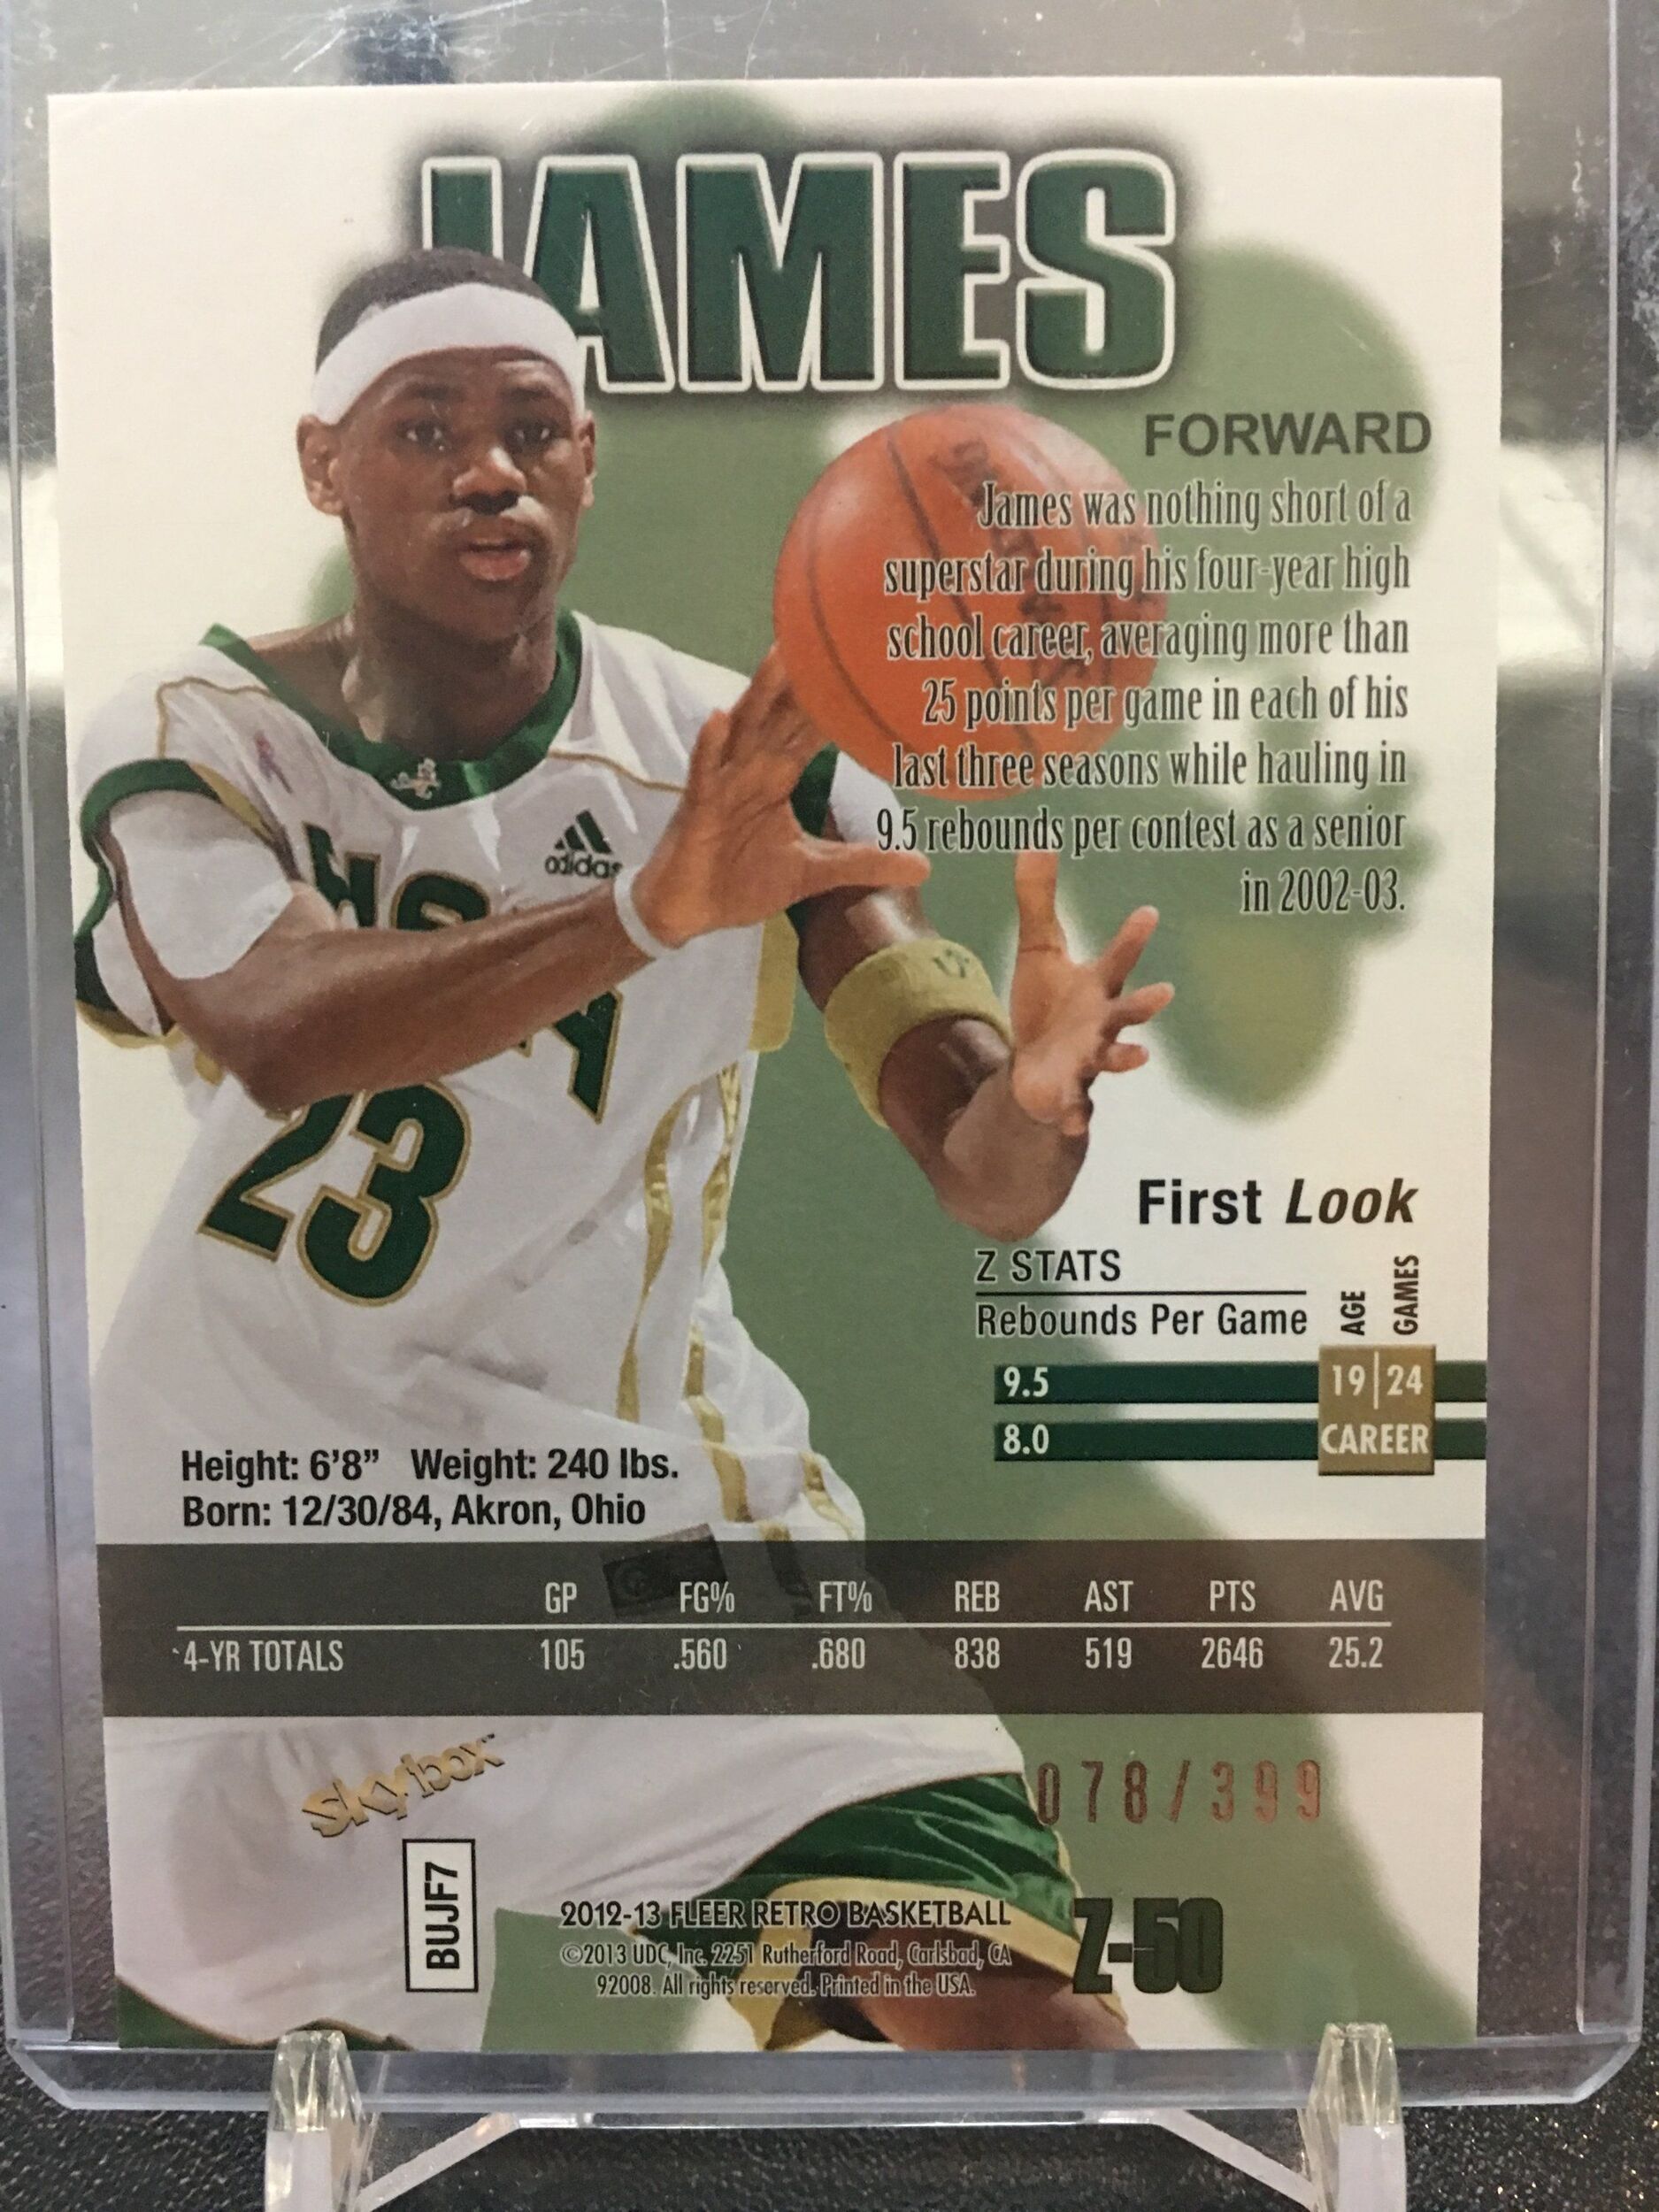 JAMES
FORWARD
James was nothing short of a
superstar during his four-year high
school career, averaging more than
25 points per game in each of his
last three seasons while hauling in
9.5 rebounds per contest as a senior
in 2002-03.
adidas
23
First Look
Z STATS
Rebounds Per Game
AGE
GAMES
9.5
19 | 24
8.0
CAREER
Height: 6'8” Weight: 240 lbs.
Born: 12/30/84, Akron, Ohio
GP FG% FT% REB AST PTS AVG
4-YR TOTALS 105 .560 .680 838 519 2646 25.2
skybox
078/399
BUJF7
2012-13 FLEER RETRO BASKETBALL
©2013 UDC, Inc. 2251 Rutherford Road, Carlsbad, CA
92008. All rights reserved. Printed in the USA.
Z-50